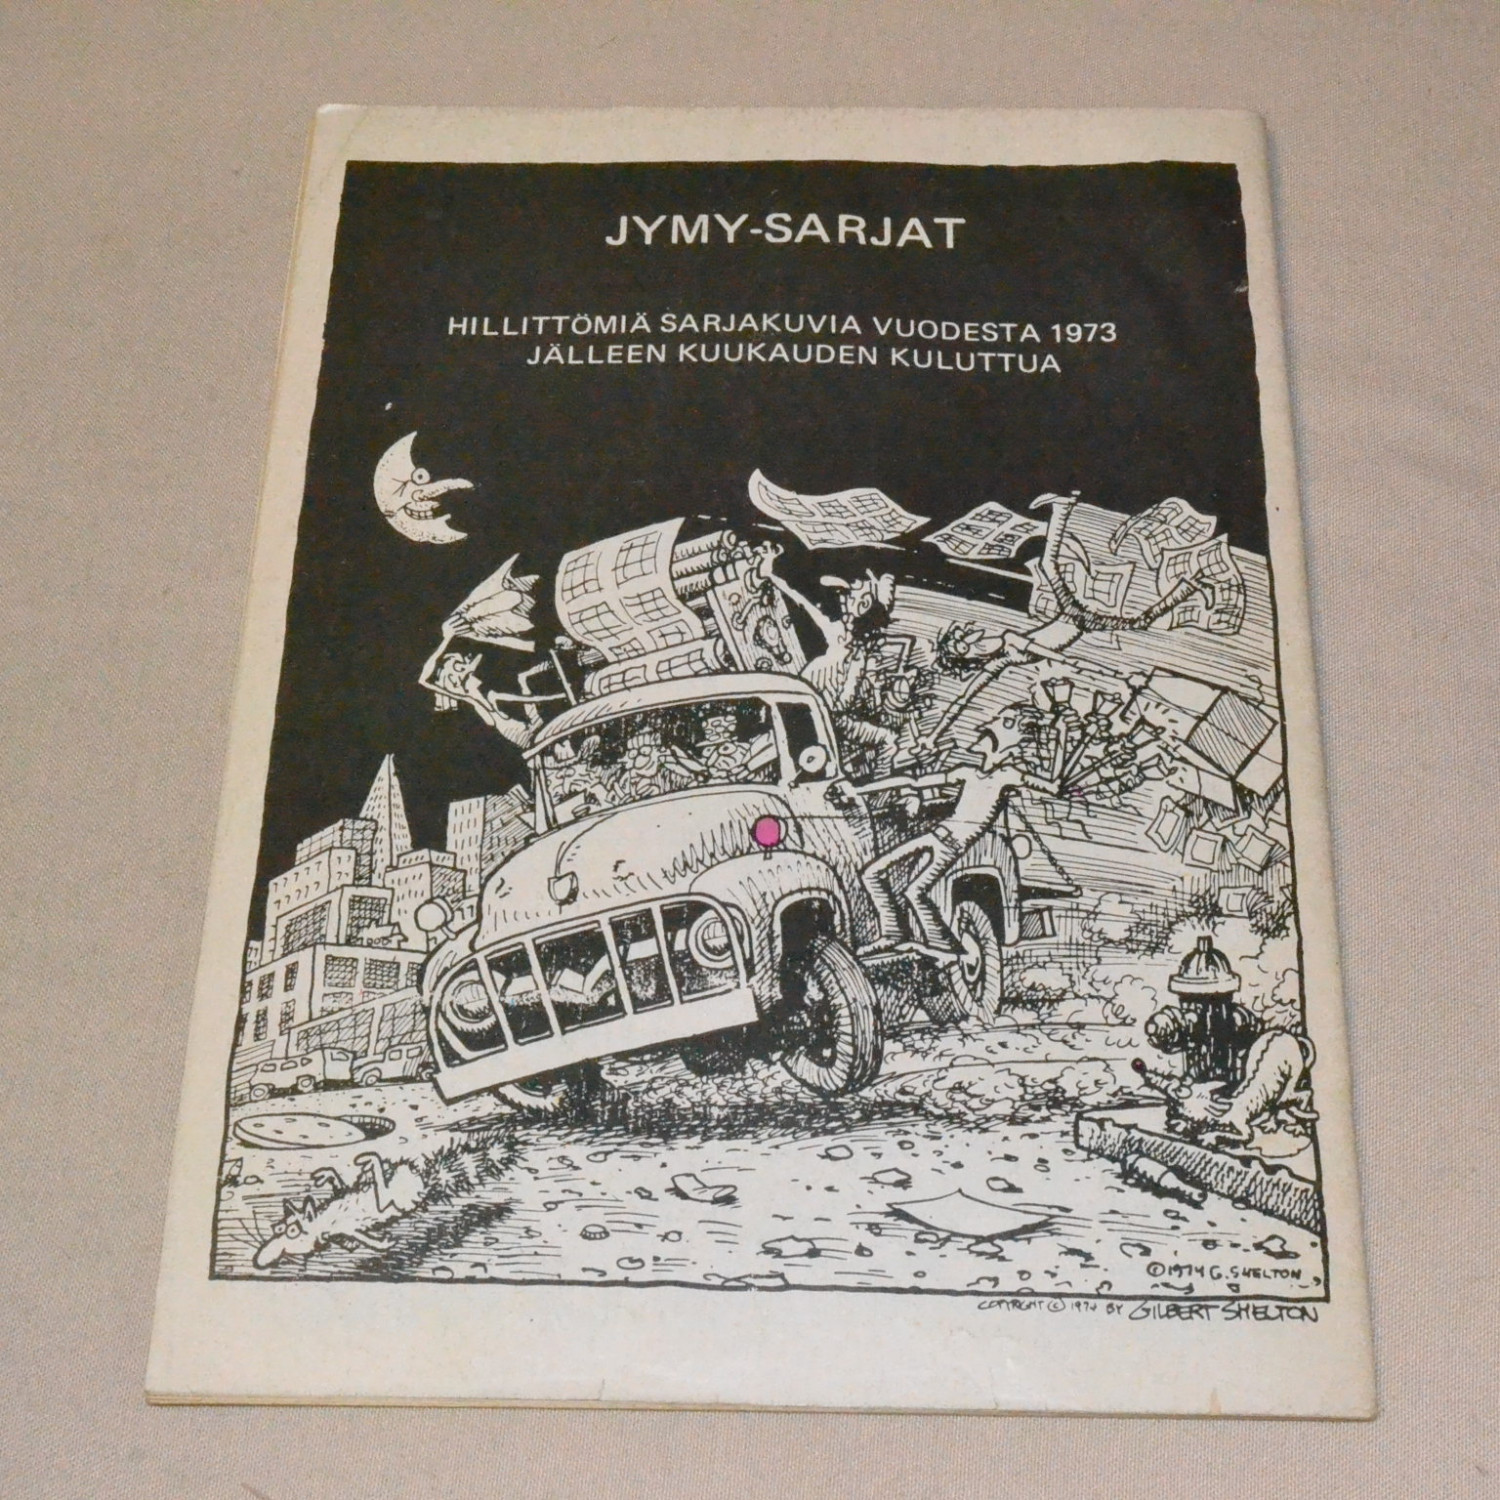 JYMY-SARJAT
HILLITTÖMIÄ SARJAKUVIA VUODESTA 1973
JÄLLEEN KUUKAUDEN KULUTTUA
©1974 G. SHELTON
COPYRIGHT © 1974 BY GILBERT SHELTON